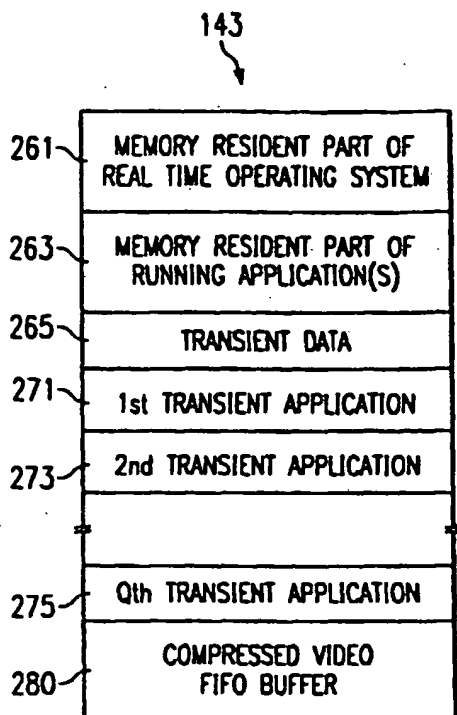 143
261
MEMORY RESIDENT PART OF
REAL TIME OPERATING SYSTEM
263
MEMORY RESIDENT PART OF
RUNNING APPLICATION(S)
265
TRANSIENT DATA
271
1st TRANSIENT APPLICATION
273
2nd TRANSIENT APPLICATION
275
Qth TRANSIENT APPLICATION
280
COMPRESSED VIDEO
FIFO BUFFER